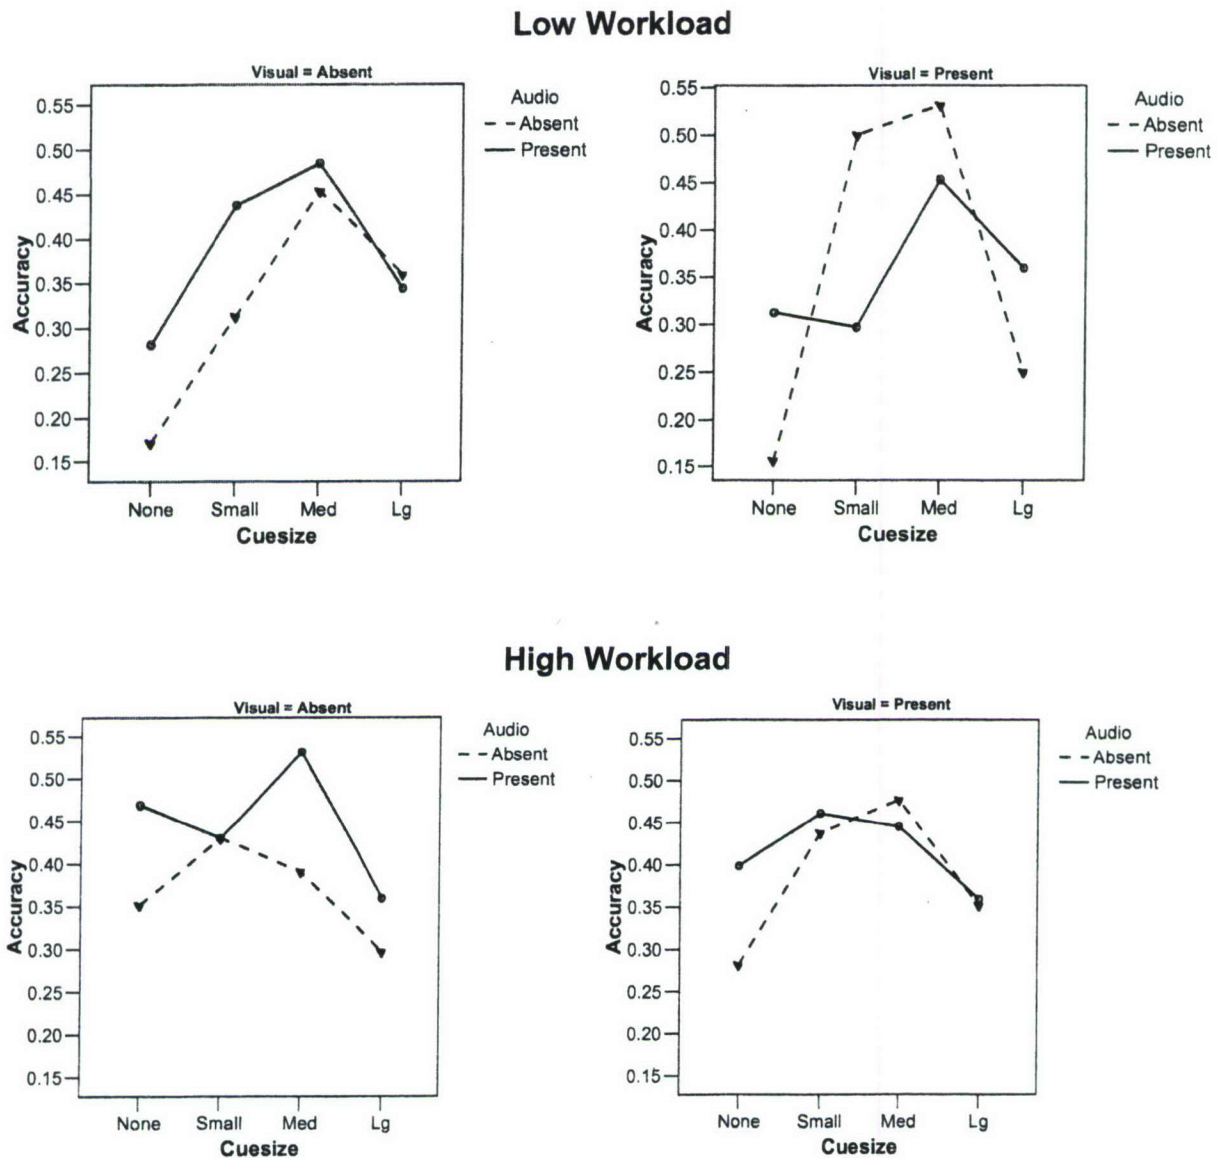 Low Workload
Visual = Absent
Audio
Absent
Present
0.55
0.50
0.45
0.40
0.35
0.30
0.25
0.20
0.15
Accuracy
None Small Med Lg
Cuesize
Visual = Present
Audio
Absent
Present
0.55
0.50
0.45
0.40
0.35
0.30
0.25
0.20
0.15
Accuracy
None Small Med Lg
Cuesize
High Workload
Visual = Absent
Audio
Absent
Present
0.55
0.50
0.45
0.40
0.35
0.30
0.25
0.20
0.15
Accuracy
None Small Med Lg
Cuesize
Visual = Present
Audio
Absent
Present
0.55
0.50
0.45
0.40
0.35
0.30
0.25
0.20
0.15
Accuracy
None Small Med Lg
Cuesize